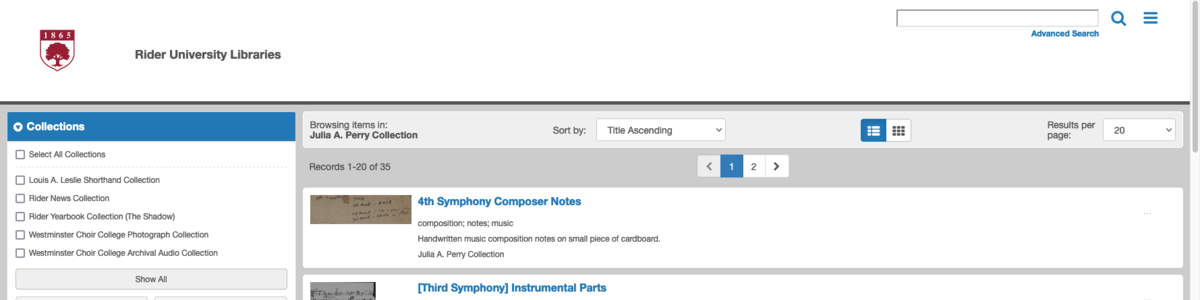 1865
Rider University Libraries
Advanced Search
Collections
Select All Collections
Louis A. Leslie Shorthand Collection
Rider News Collection
Rider Yearbook Collection (The Shadow)
Westminster Choir College Photograph Collection
Westminster Choir College Archival Audio Collection
Show All
Browsing items in:
Julia A. Perry Collection
Sort by:
Title Ascending
Results per
page:
20
Records 1-20 of 35
1
2
4th Symphony Composer Notes
composition; notes; music
Handwritten music composition notes on small piece of cardboard.
Julia A. Perry Collection
...
[Third Symphony] Instrumental Parts